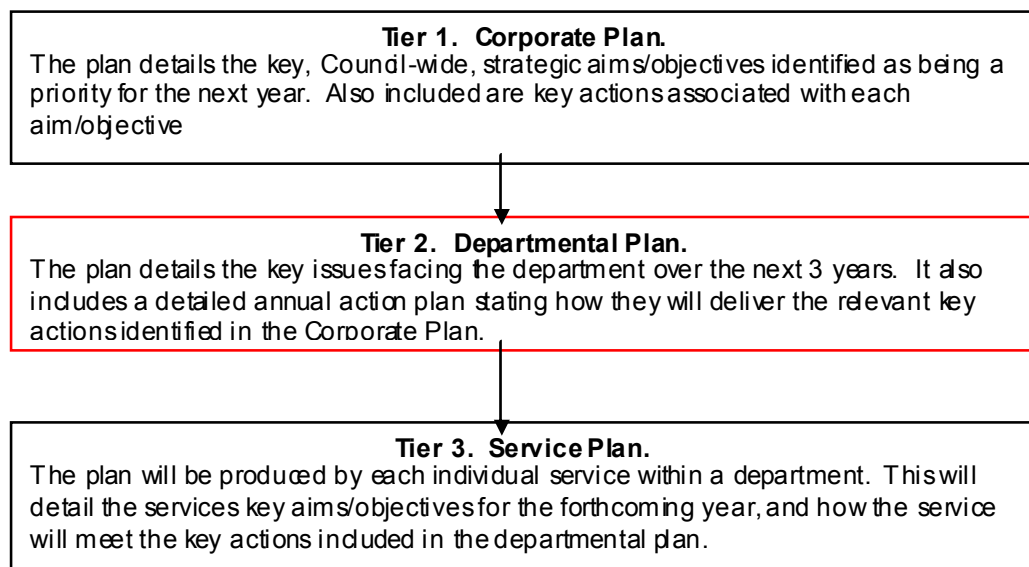 Tier 1. Corporate Plan.
The plan details the key, Council-wide, strategic aims/objectives identified as being a
priority for the next year. Also included are key actions associated with each
aim/objective
Tier 2. Departmental Plan.
The plan details the key issues facing the department over the next 3 years. It also
includes a detailed annual action plan stating how they will deliver the relevant key
actions identified in the Corporate Plan.
Tier 3. Service Plan.
The plan will be produced by each individual service within a department. This will
detail the services key aims/objectives for the forthcoming year, and how the service
will meet the key actions included in the departmental plan.